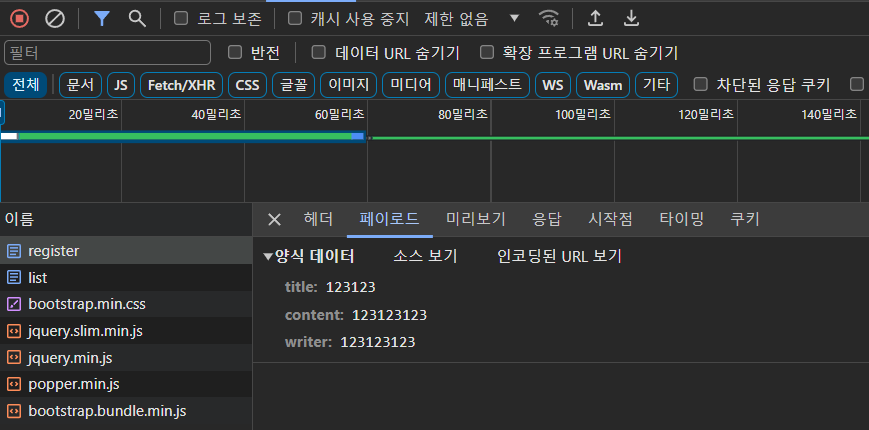 로그 보존 캐시 사용 중지 제한 없음
필터 반전 데이터 URL 숨기기 확장 프로그램 URL 숨기기
전체 문서 JS Fetch/XHR CSS 글꼴 이미지 미디어 매니페스트 WS Wasm 기타 차단된 응답 쿠키
20밀리초 40밀리초 60밀리초 80밀리초 100밀리초 120밀리초 140밀리초
이름 헤더 페이로드 미리보기 응답 시작점 타이밍 쿠키
register
list
bootstrap.min.css
jquery.slim.min.js
jquery.min.js
popper.min.js
bootstrap.bundle.min.js
양식 데이터 소스 보기 인코딩된 URL 보기
title: 123123
content: 123123123
writer: 123123123